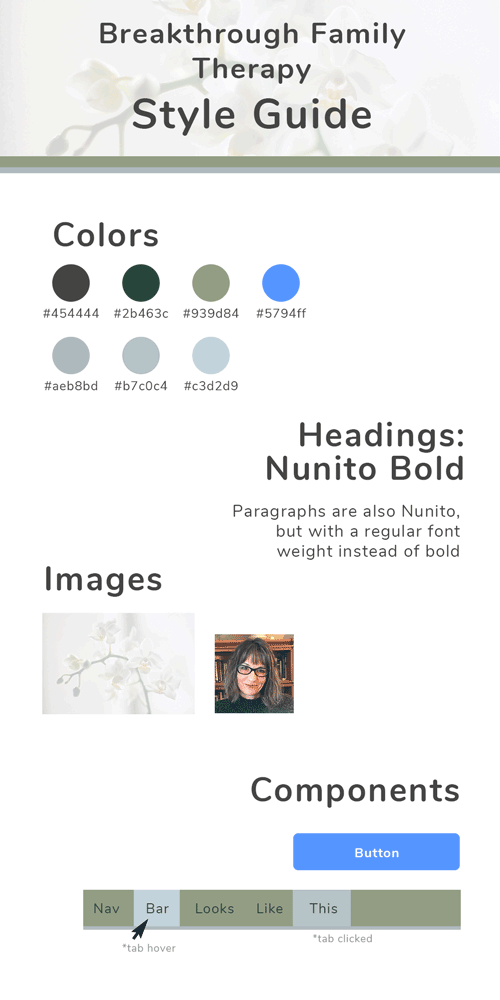 Breakthrough Family
Therapy
Style Guide
Colors
#454444 #2b463c #939d84 #5794ff
#aeb8bd #b7c0c4 #c3d2d9
Headings:
Nunito Bold
Paragraphs are also Nunito,
but with a regular font
weight instead of bold
Images
Components
Button
Nav Bar Looks Like This
*tab hover
*tab clicked